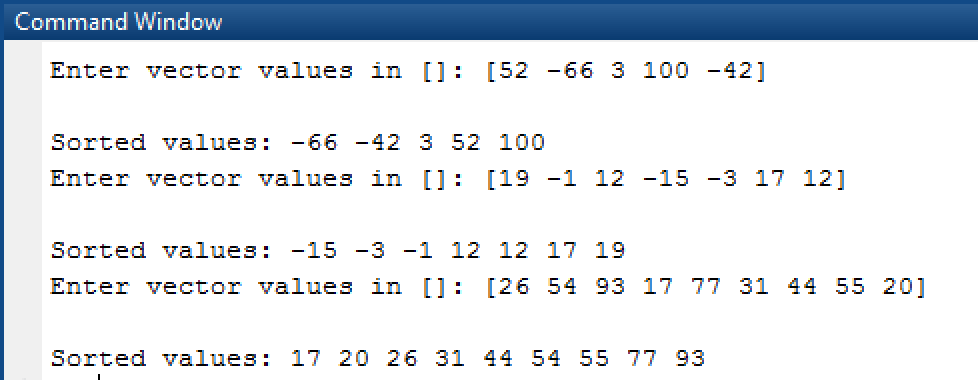 Command Window
Enter vector values in []: [52 -66 3 100 -42]
Sorted values: -66 -42 3 52 100
Enter vector values in []: [19 -1 12 -15 -3 17 12]
Sorted values: -15 -3 -1 12 12 17 19
Enter vector values in []: [26 54 93 17 77 31 44 55 20]
Sorted values: 17 20 26 31 44 54 55 77 93